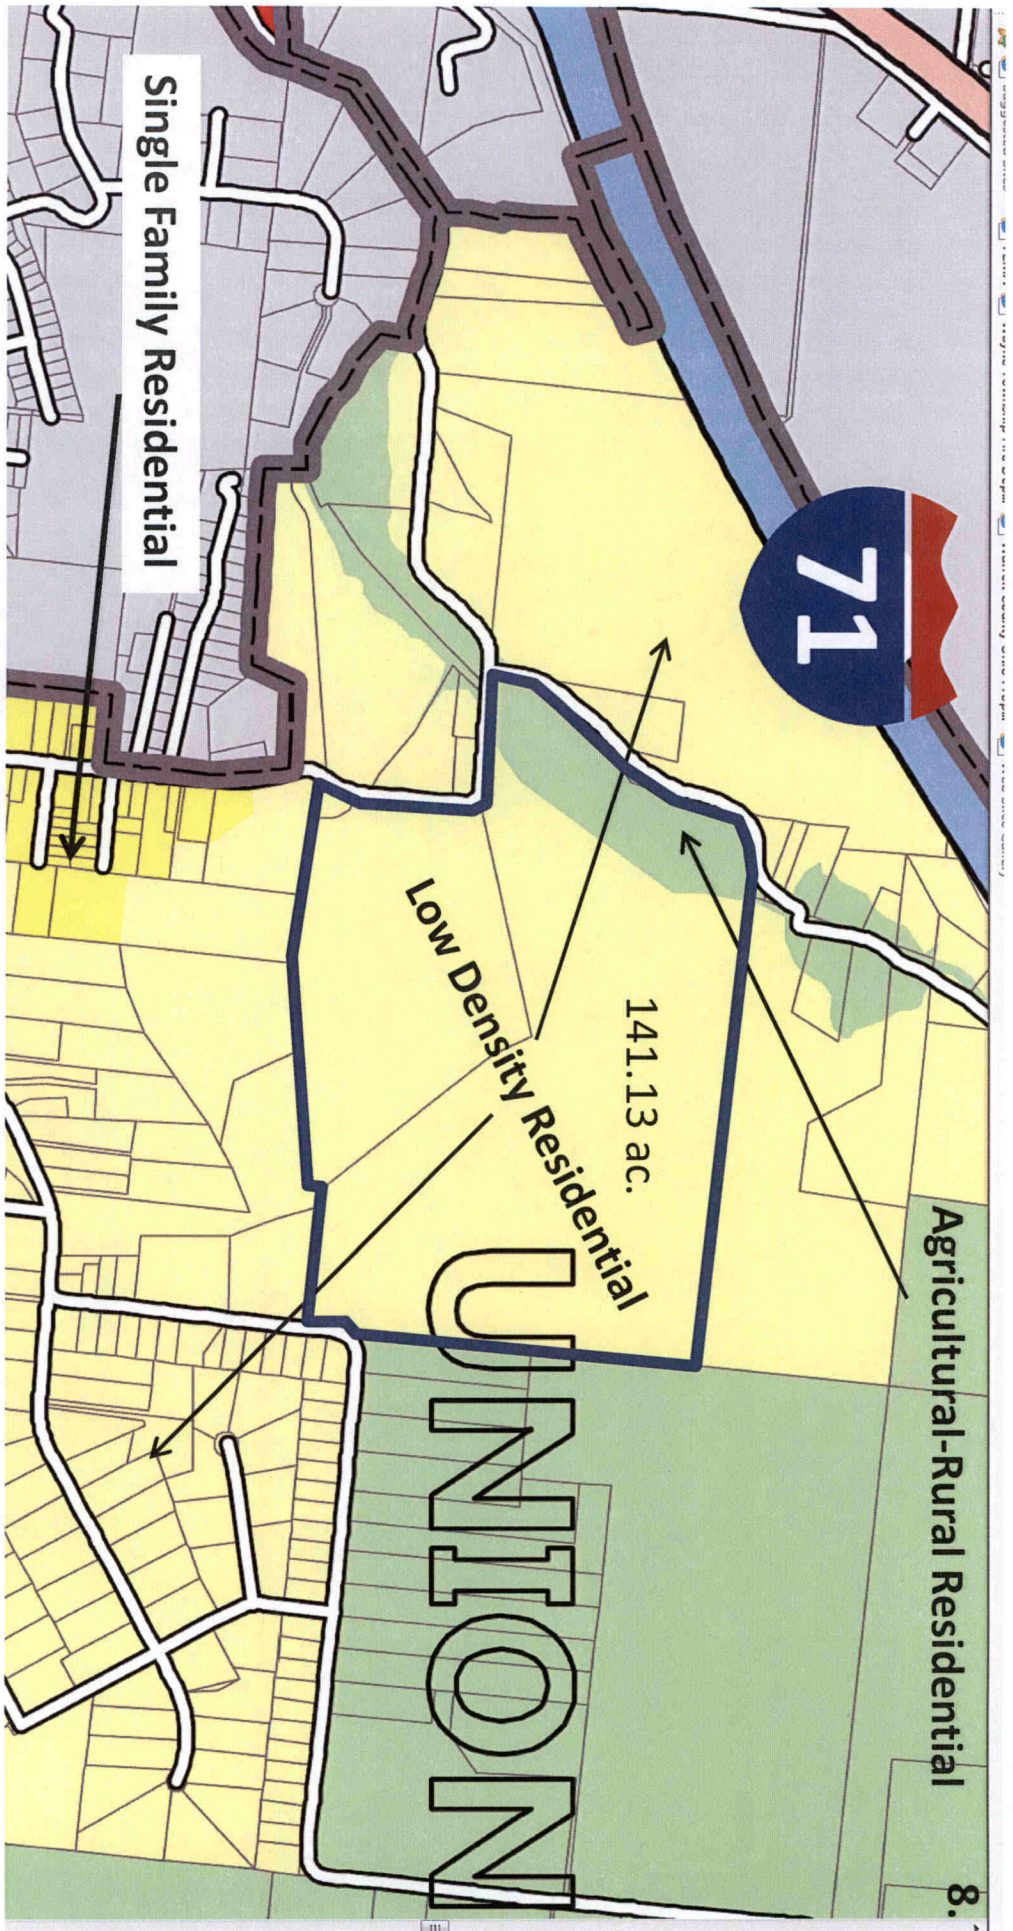 71
Agricultural-Rural Residential
8.
141.13 ac.
Low Density Residential
UNION
Single Family Residential